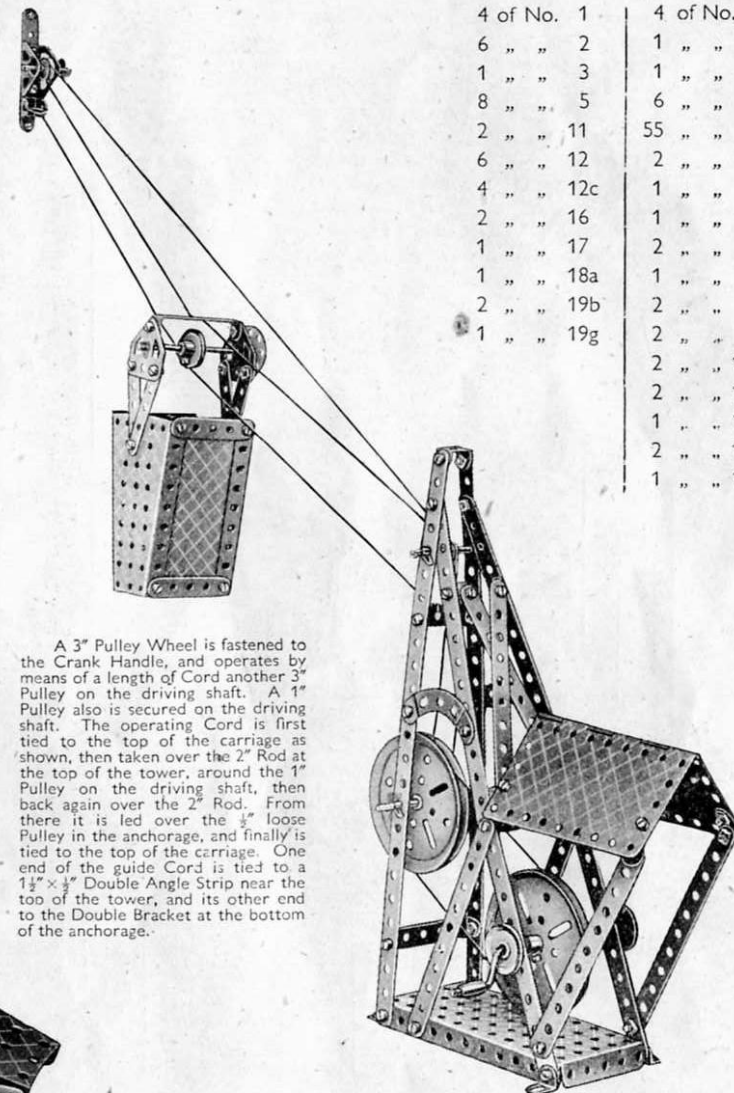 4 of No. 1
6 „ „ 2
1 „ „ 3
8 „ „ 5
2 „ „ 11
6 „ „ 12
4 „ „ 12c
2 „ „ 16
1 „ „ 17
1 „ „ 18a
2 „ „ 19b
1 „ „ 19g
4 of No.
1 „ „
1 „ „
6 „ „
55 „ „
2 „ „
1 „ „
1 „ „
2 „ „
1 „ „
2 „ „
2 „ „
2 „ „
2 „ „
1 „ „
2 „ „
1 „ „
A 3″ Pulley Wheel is fastened to
the Crank Handle, and operates by
means of a length of Cord another 3″
Pulley on the driving shaft. A 1″
Pulley also is secured on the driving
shaft. The operating Cord is first
tied to the top of the carriage as
shown, then taken over the 2″ Rod at
the top of the tower, around the 1″
Pulley on the driving shaft, then
back again over the 2″ Rod. From
there it is led over the ½″ loose
Pulley in the anchorage, and finally is
tied to the top of the carriage. One
end of the guide Cord is tied to a
1½″ × ½″ Double Angle Strip near the
top of the tower, and its other end
to the Double Bracket at the bottom
of the anchorage.